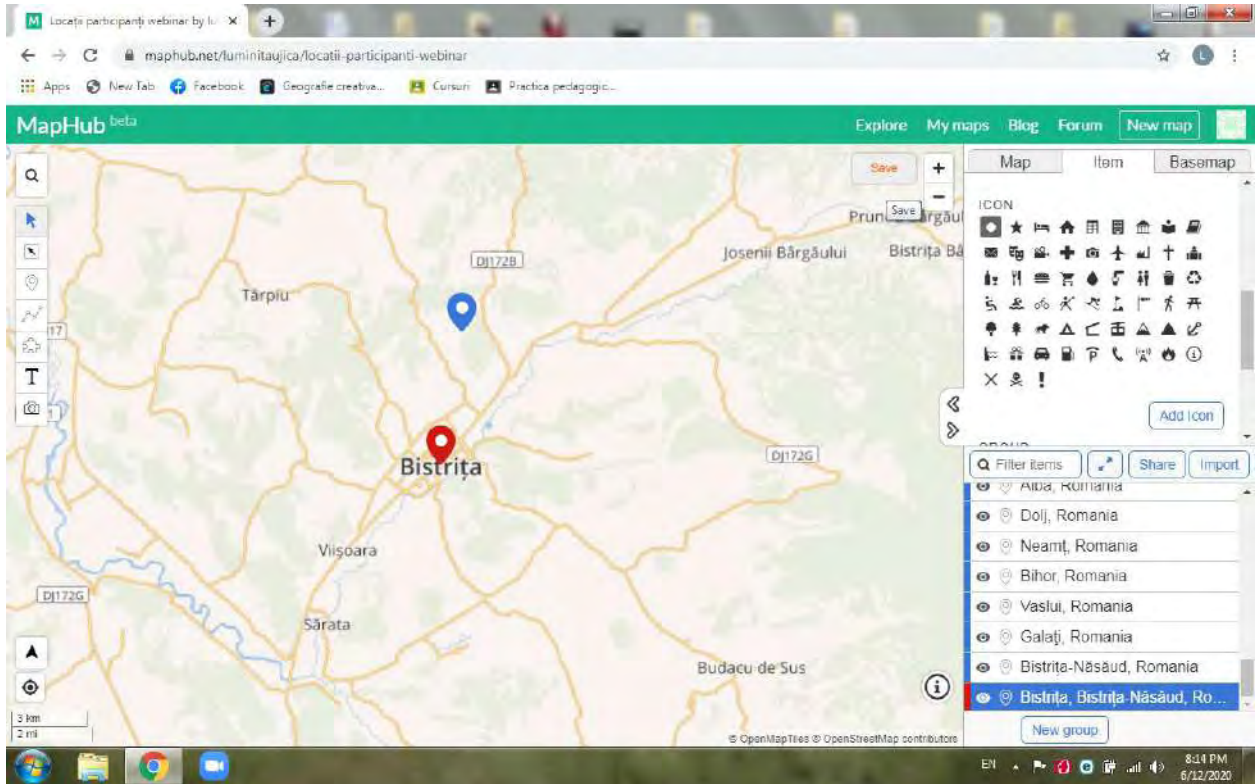 Locații participanți webinar by lu
maphub.net/luminitaujica/locatii-participanti-webinar
Apps New Tab Facebook Geografie creativa... Cursuri Practica pedagogic...
MapHub beta
Explore My maps Blog Forum New map
Save
Save
Prun
Bârgău
Josenii Bârgăului
Bistrița Bâ
DJ172B
Tărpiu
17
Bistrița
DJ172G
Viișoara
DJ172G
Sărata
Budacu de Sus
3 km
2 mi
© OpenMapTiles © OpenStreetMap contributors
Map Item Basemap
ICON
Add Icon
GROUP
Filter items Share Import
Alba, Romania
Dolj, Romania
Neamț, Romania
Bihor, Romania
Vaslui, Romania
Galați, Romania
Bistrița-Năsăud, Romania
Bistrița, Bistrița-Năsăud, Ro...
New group
EN 8:14 PM
6/12/2020